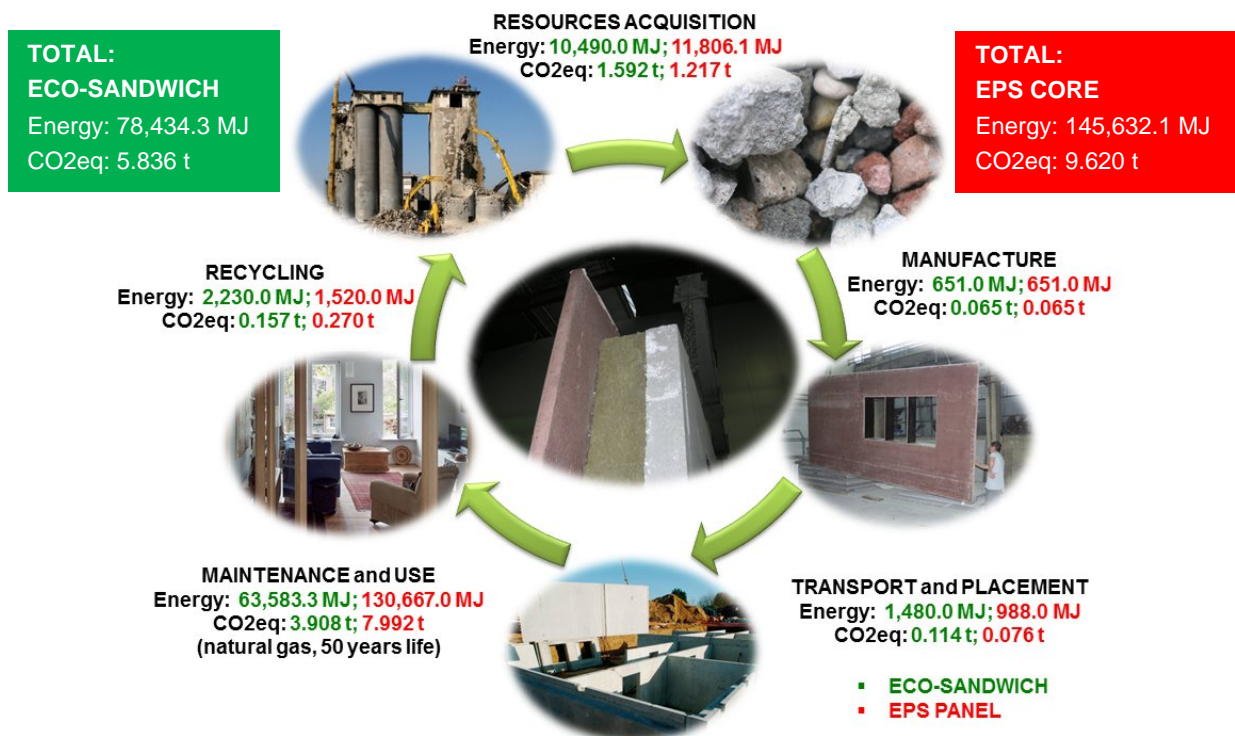 RESOURCES ACQUISITION
Energy: 10,490.0 MJ; 11,806.1 MJ
CO2eq: 1.592 t; 1.217 t
TOTAL:
ECO-SANDWICH
Energy: 78,434.3 MJ
CO2eq: 5.836 t
TOTAL:
EPS CORE
Energy: 145,632.1 MJ
CO2eq: 9.620 t
MANUFACTURE
Energy: 651.0 MJ; 651.0 MJ
CO2eq: 0.065 t; 0.065 t
RECYCLING
Energy: 2,230.0 MJ; 1,520.0 MJ
CO2eq: 0.157 t; 0.270 t
MAINTENANCE and USE
Energy: 63,583.3 MJ; 130,667.0 MJ
CO2eq: 3.908 t; 7.992 t
(natural gas, 50 years life)
TRANSPORT and PLACEMENT
Energy: 1,480.0 MJ; 988.0 MJ
CO2eq: 0.114 t; 0.076 t
▪ ECO-SANDWICH
▪ EPS PANEL